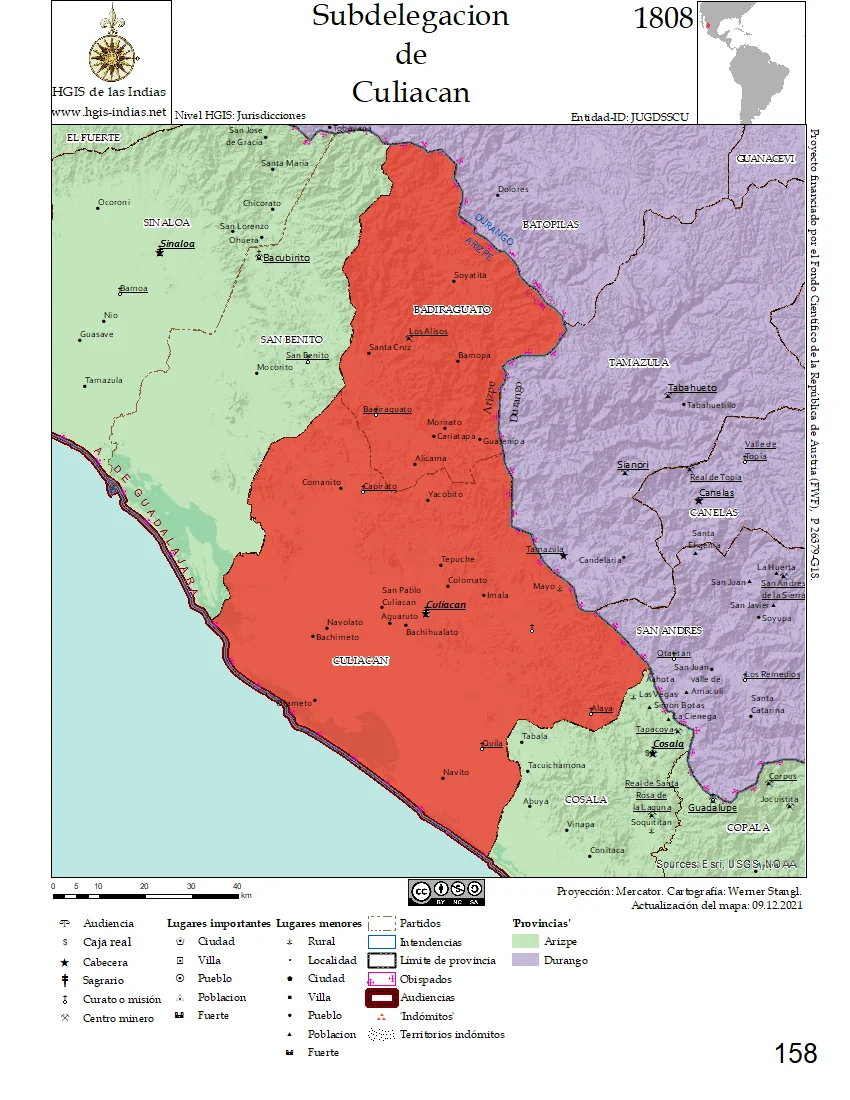 Subdelegacion
de
Culiacan
1808
HGIS de las Indias
www.hgis-indias.net
Nivel HGIS: Jurisdicciones
Entidad-ID: JUGDSSCU
EL FUERTE
San Jose
de Gracia
GUANACEVI
Santa Maria
Dolores
Ocoroni
Chicorato
SINALOA
San Lorenzo
DURANGO
BATOPILAS
Sinaloa
Ohuera
ARIZPE
Bacubirito
Soyatita
Bamoa
BADIRAGUATO
Nio
Guasave
Los Alisos
SAN BENITO
Santa Cruz
San Benito
Bamopa
Mocorito
TAMAZULA
Tamazula
Arizpe
Durango
Tabahueto
Tabahuetillo
Badiraguato
Morirato
Cariatapa
Guatenipa
Valle de
Topia
A. DE GUADALAJARA
Alicama
Sianori
Real de Topia
Comanito
Capirato
Yacobito
Canelas
CANELAS
Santa
Efigenia
Tamazula
Candelaria
Tepuche
La Huerta
Colomato
Mayo
San Juan
San Andres
de la Sierra
San Pablo
Culiacan
Imala
Culiacan
San Javier
Aguaruto
Soyupa
Navolato
Bachihualato
Bachimeto
SAN ANDRES
CULIACAN
Otatitan
San Juan
Achota
valle de
Amaculi
Los Remedios
Las Vegas
Santa
Catarina
Simon Botas
La Cienega
Alaya
Tapacoya
Tabala
Quila
Cosala
Tacuichamona
Navito
Corpus
Real de Santa
Rosa de
la Laguna
COSALA
Abuya
Guadalupe
Jocuistita
Soquititan
Vinapa
COPALA
Conitaca
Sources: Esri, USGS, NOAA
Proyecto financiado por el Fondo Científico de la República de Austria (FWF), P 26379-G18.
0 5 10 20 30 40
km
CC BY NC SA
Proyección: Mercator. Cartografía: Werner Stangl.
Actualización del mapa: 09.12.2021
Audiencia
Caja real
Cabecera
Sagrario
Curato o misión
Centro minero
Lugares importantes
Ciudad
Villa
Pueblo
Poblacion
Fuerte
Lugares menores
Rural
Localidad
Ciudad
Villa
Pueblo
Poblacion
Fuerte
Partidos
Intendencias
Límite de provincia
Obispados
Audiencias
'Indómitos'
Territorios indómitos
'Provincias'
Arizpe
Durango
158